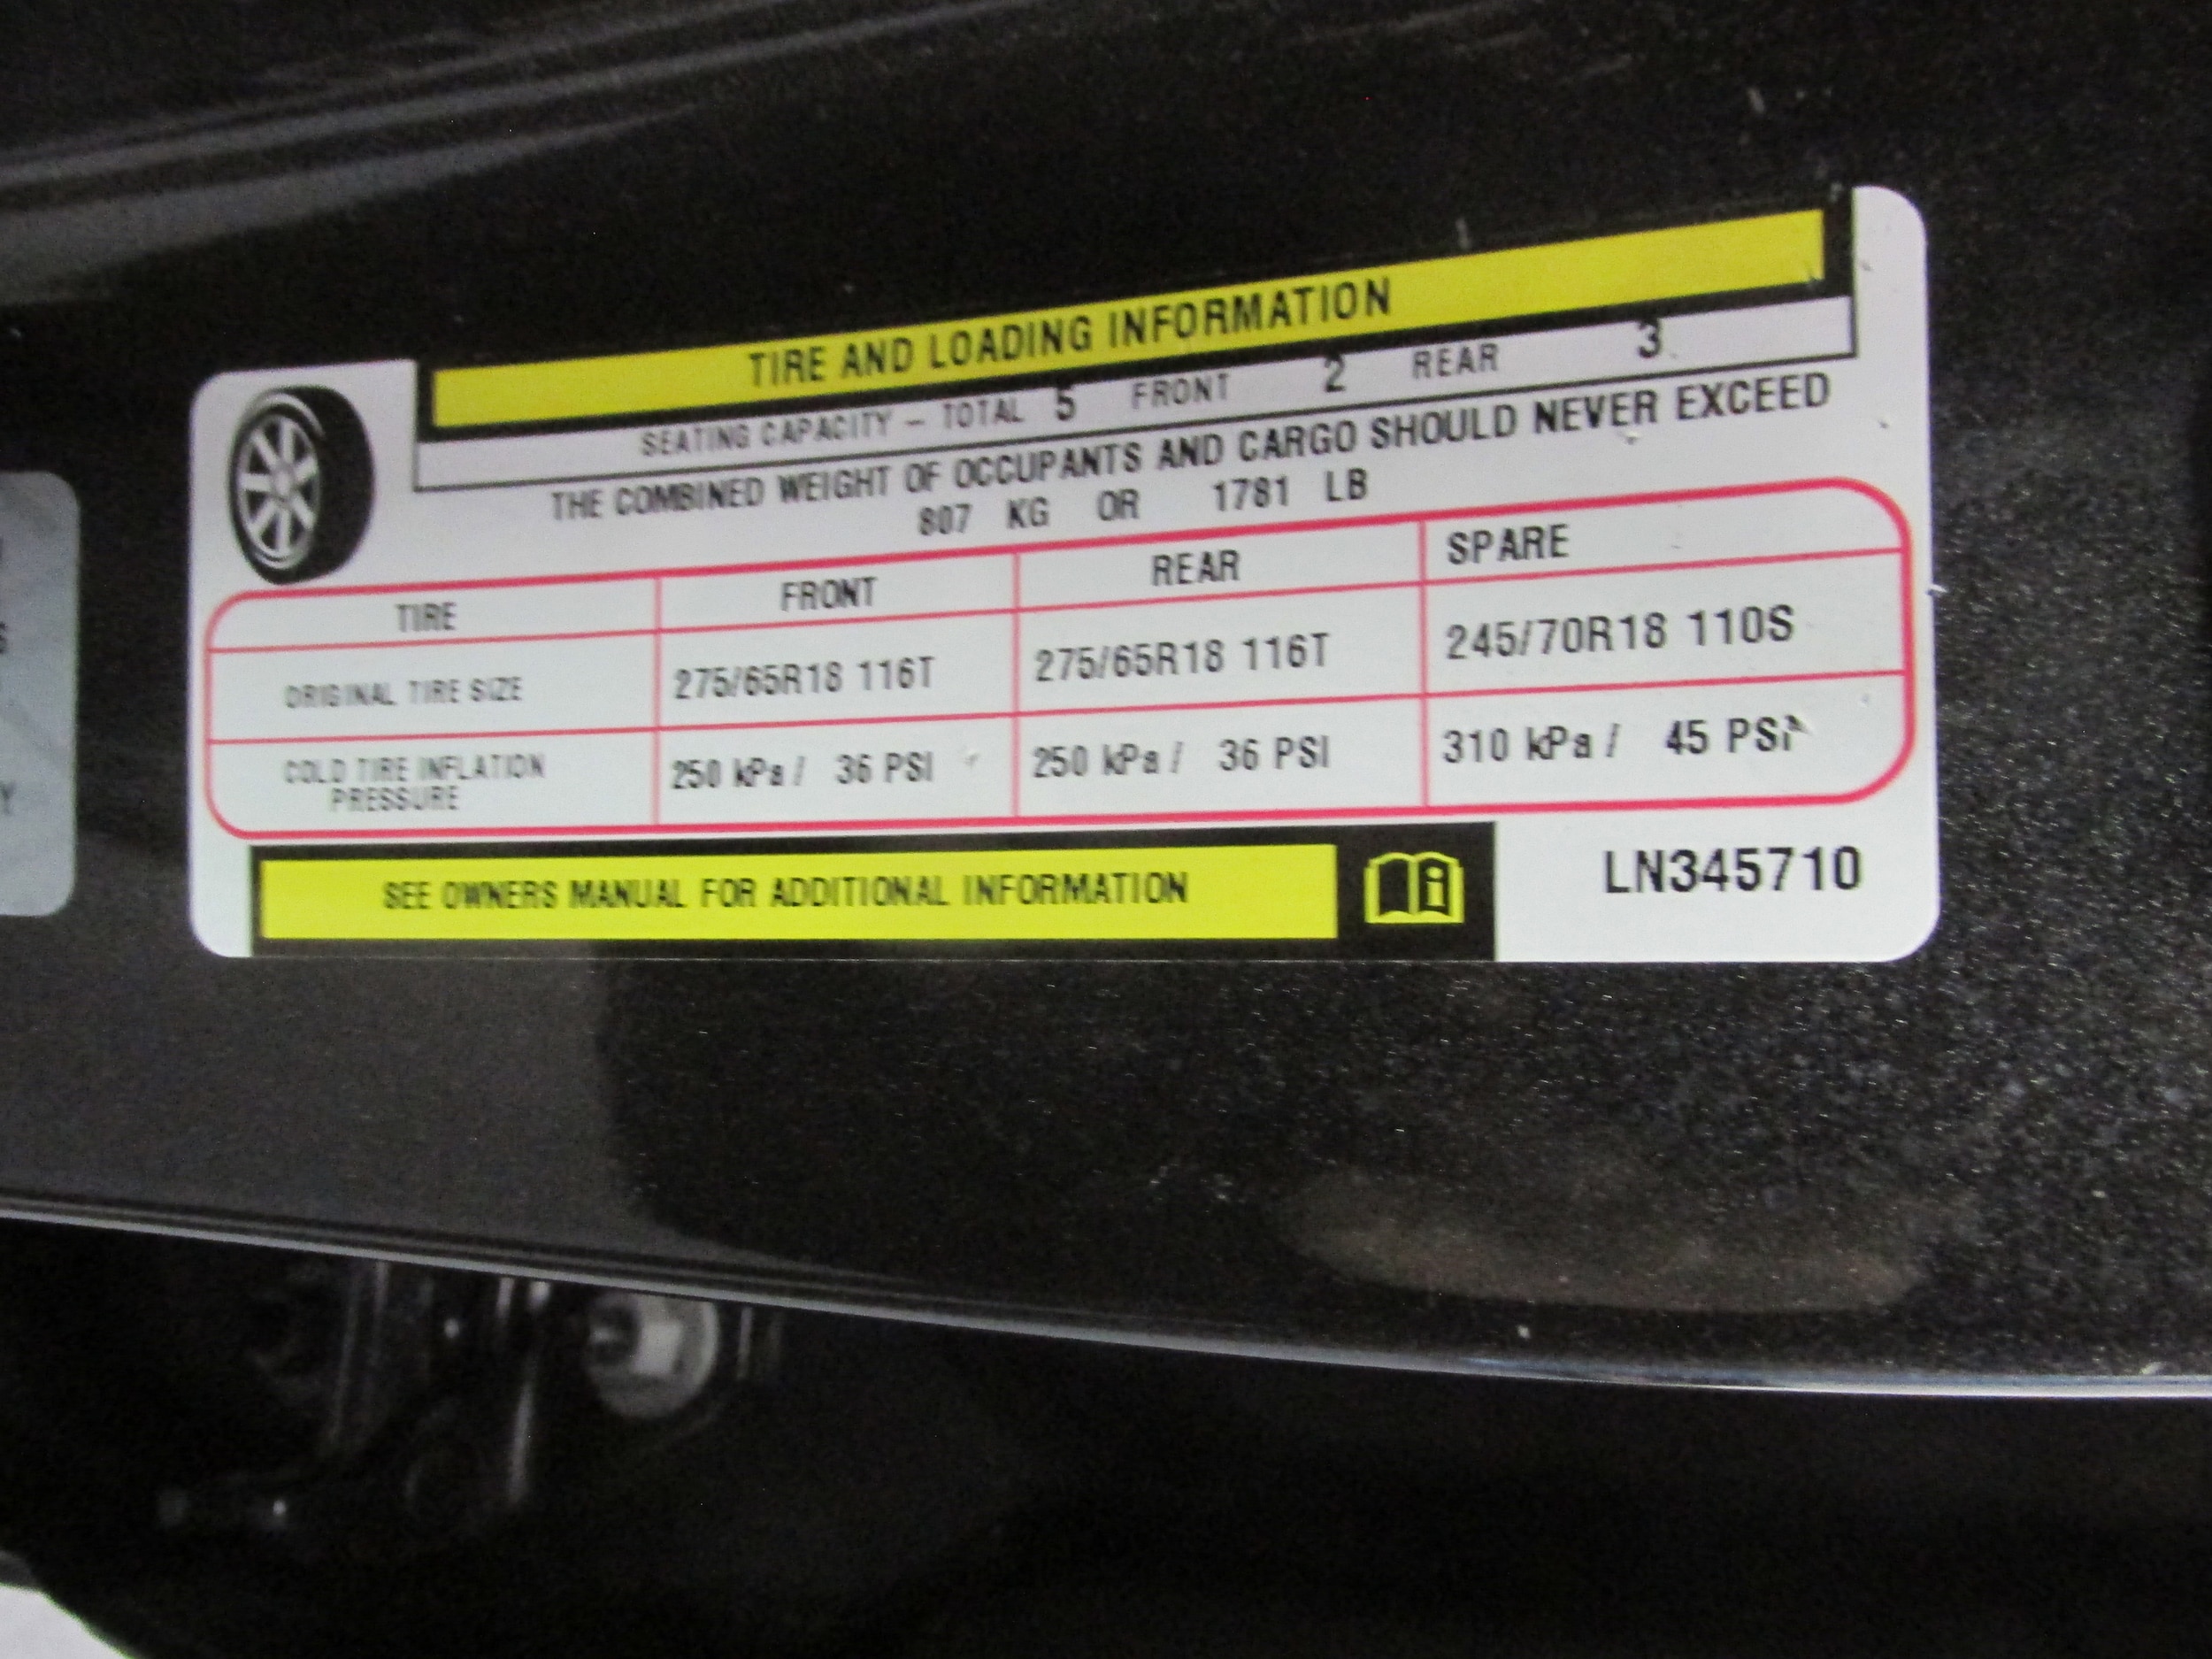 TIRE AND LOADING INFORMATION
SEATING CAPACITY – TOTAL 5 FRONT 2 REAR 3
THE COMBINED WEIGHT OF OCCUPANTS AND CARGO SHOULD NEVER EXCEED
807 KG OR 1781 LB
TIRE FRONT REAR SPARE
ORIGINAL TIRE SIZE 275/65R18 116T 275/65R18 116T 245/70R18 110S
COLD TIRE INFLATION PRESSURE 250 kPa / 36 PSI 250 kPa / 36 PSI 310 kPa / 45 PSI
SEE OWNERS MANUAL FOR ADDITIONAL INFORMATION
LN345710